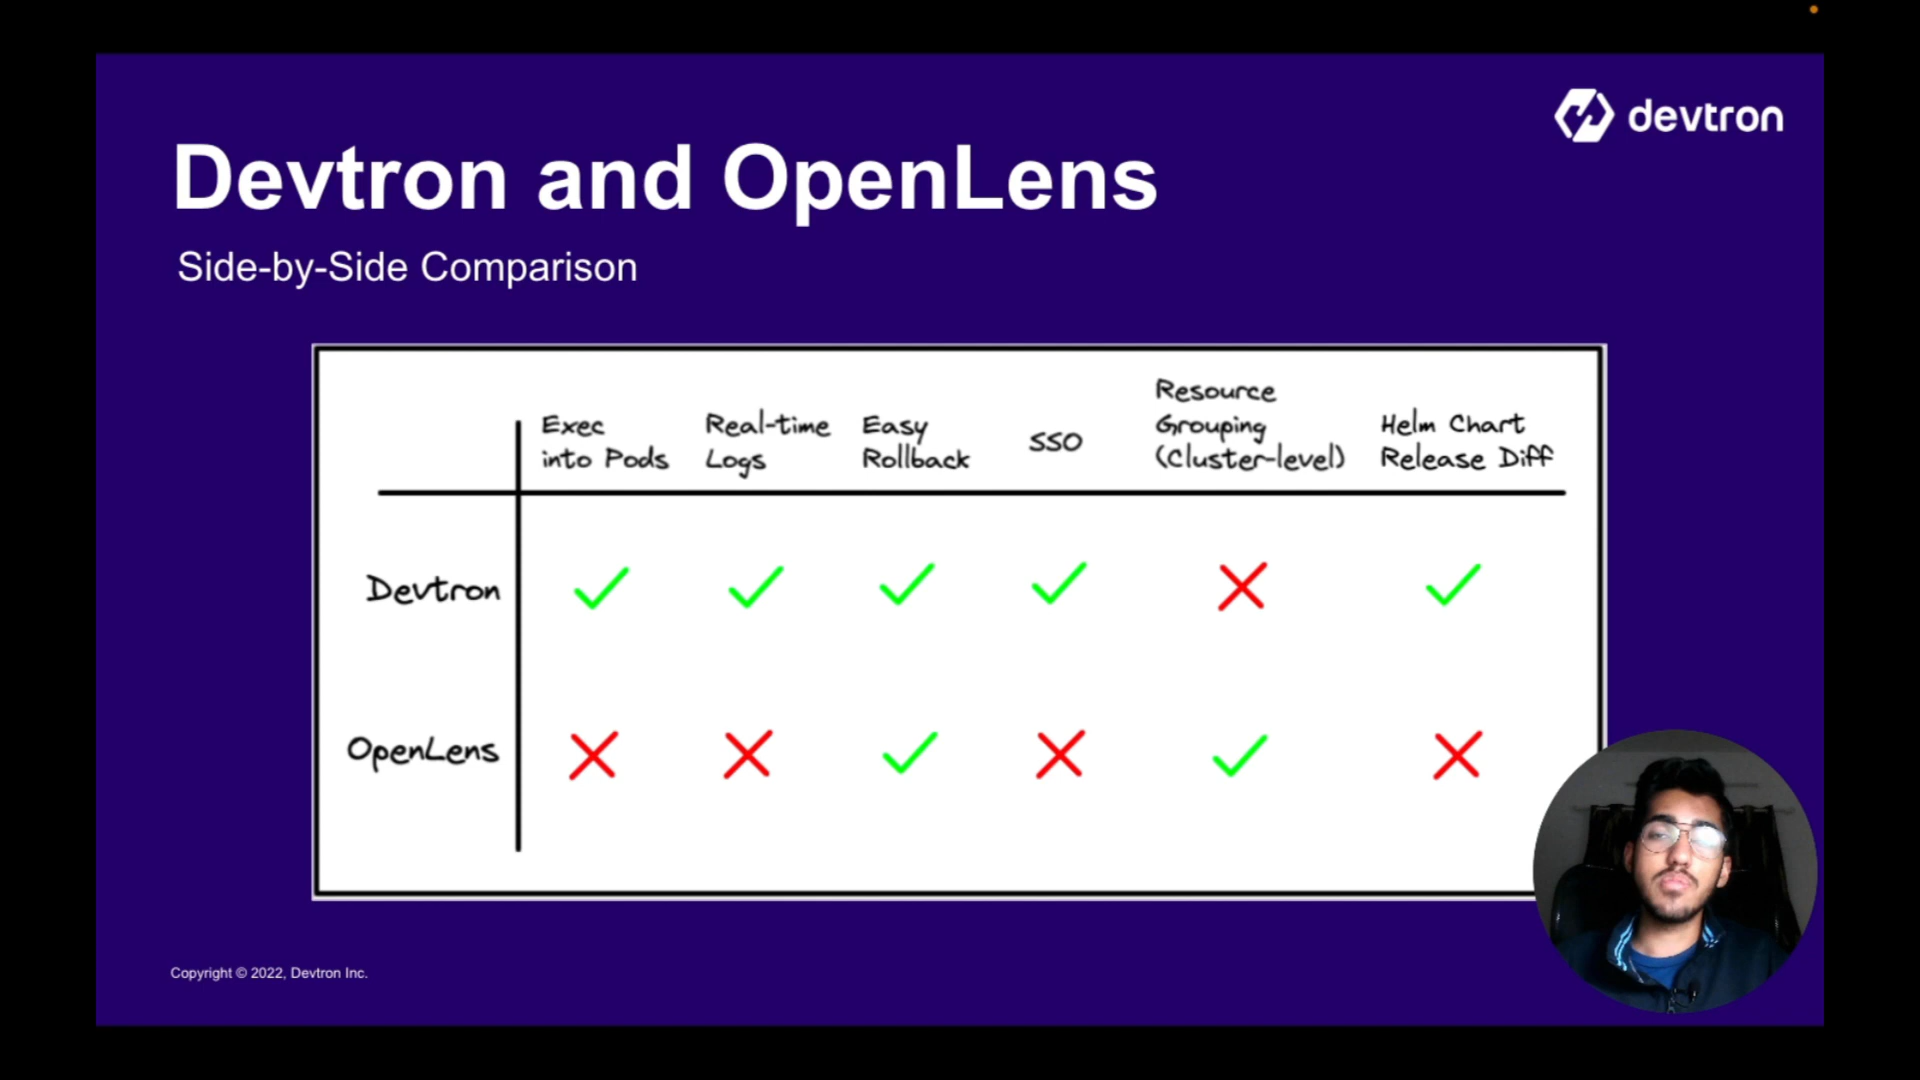 devtron
Devtron and OpenLens
Side-by-Side Comparison
Exec
into Pods
Real-time
Logs
Easy
Rollback
SSO
Resource
Grouping
(Cluster-level)
Helm Chart
Release Diff
Devtron
OpenLens
Copyright © 2022, Devtron Inc.